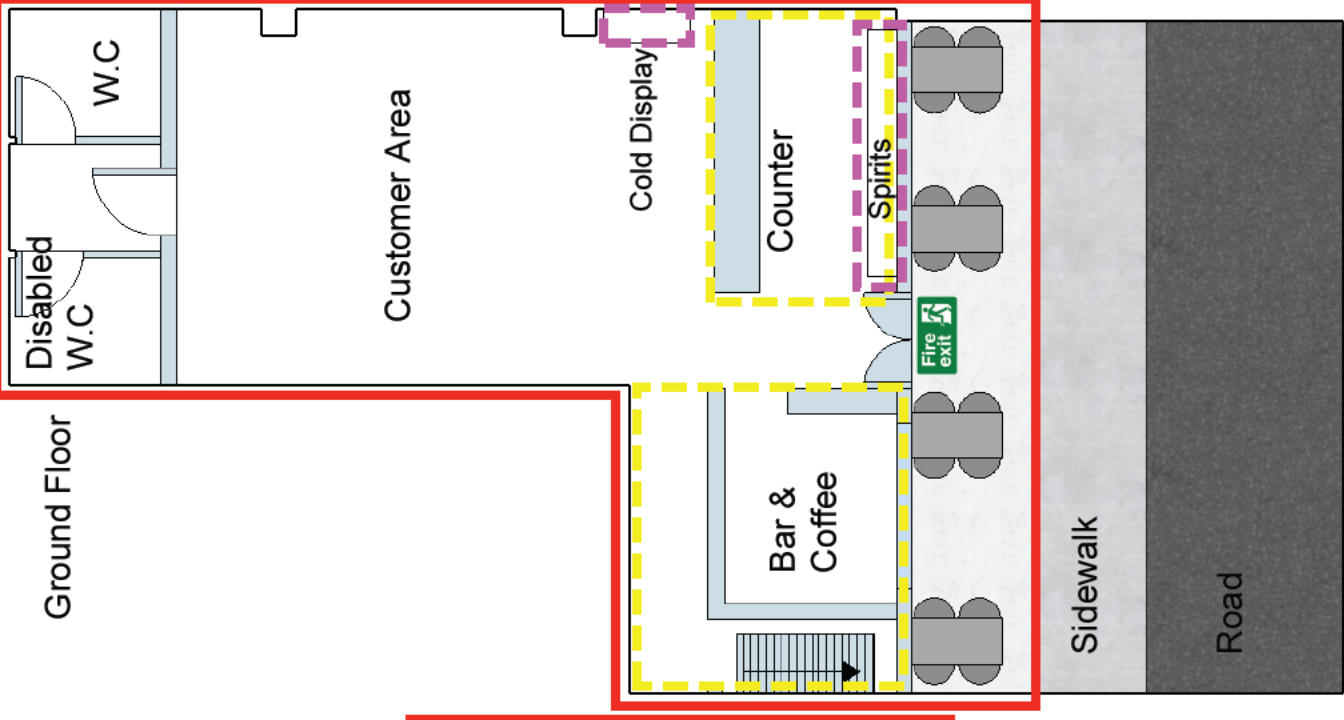 W.C
Disabled
W.C
Ground Floor
Customer Area
Cold Display
Counter
Spirits
Fire
exit
Bar &
Coffee
Sidewalk
Road